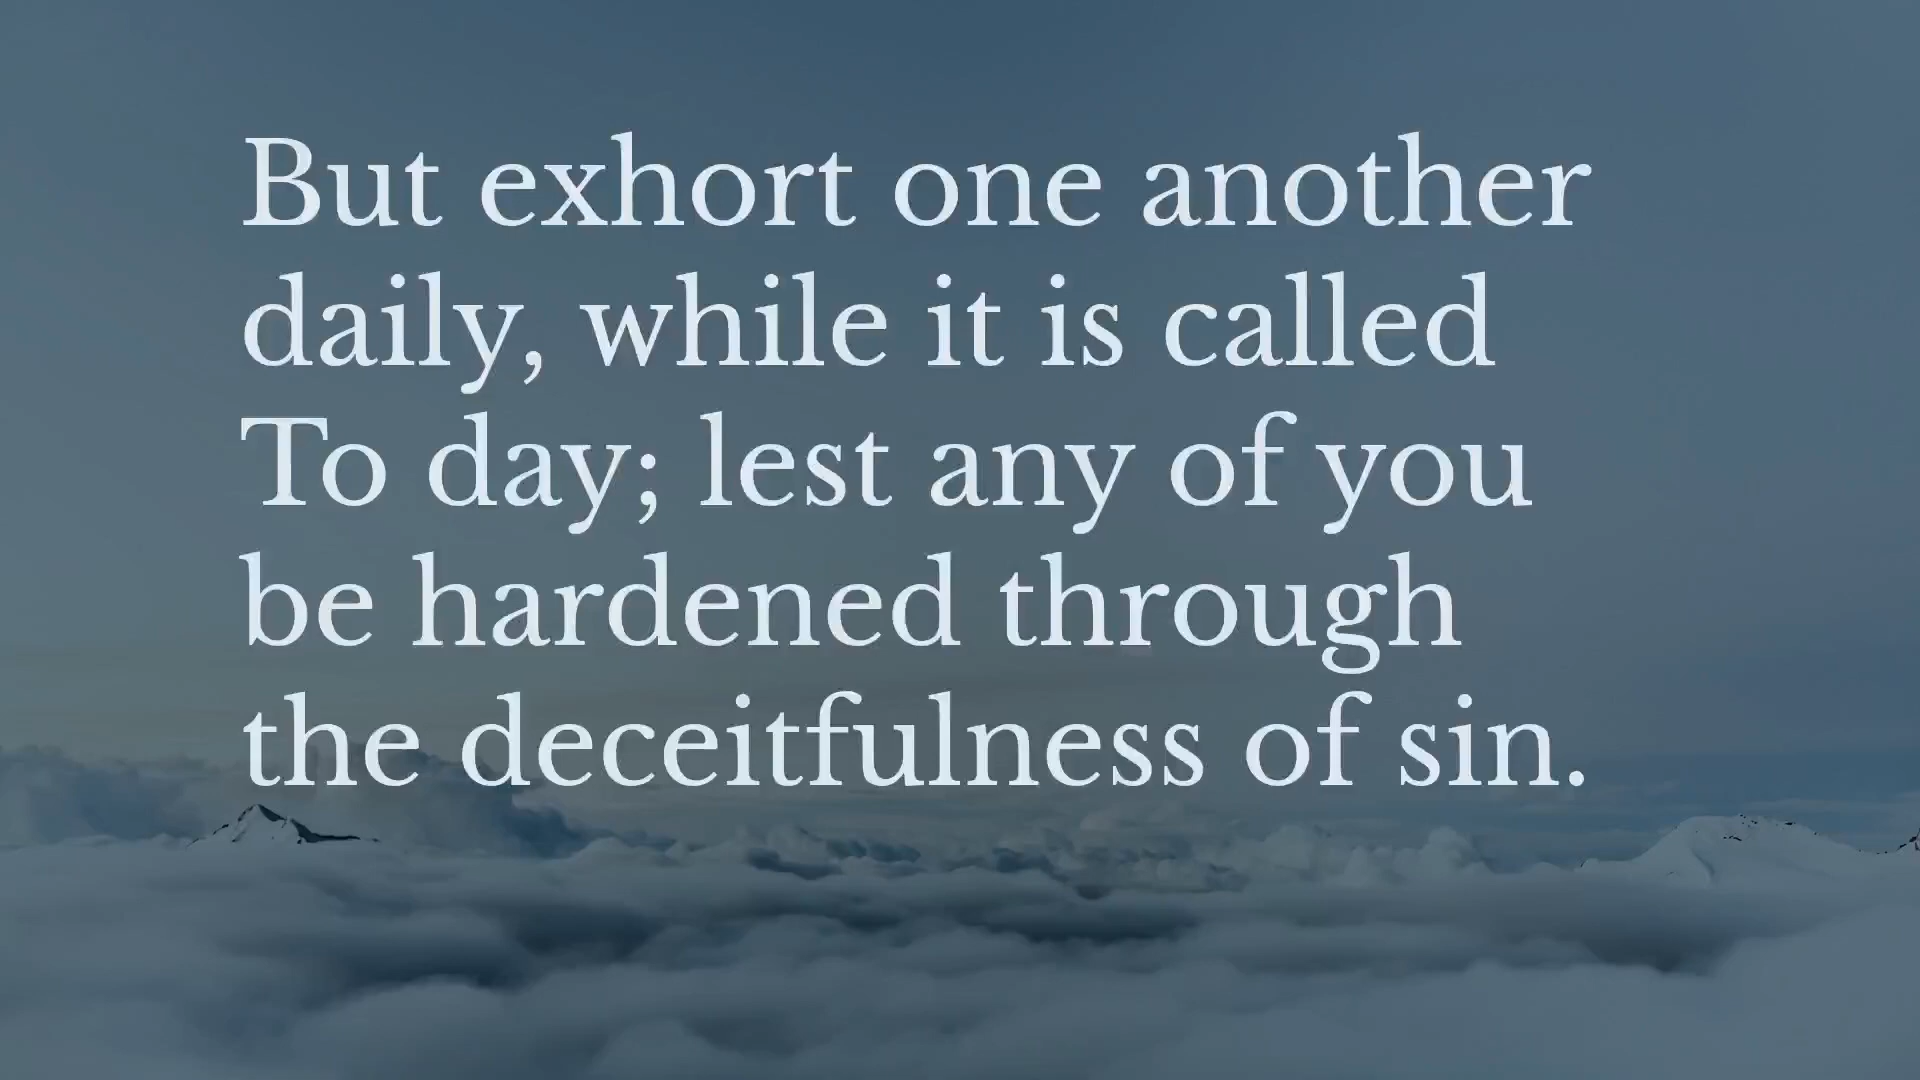 But exhort one another
daily, while it is called
To day; lest any of you
be hardened through
the deceitfulness of sin.